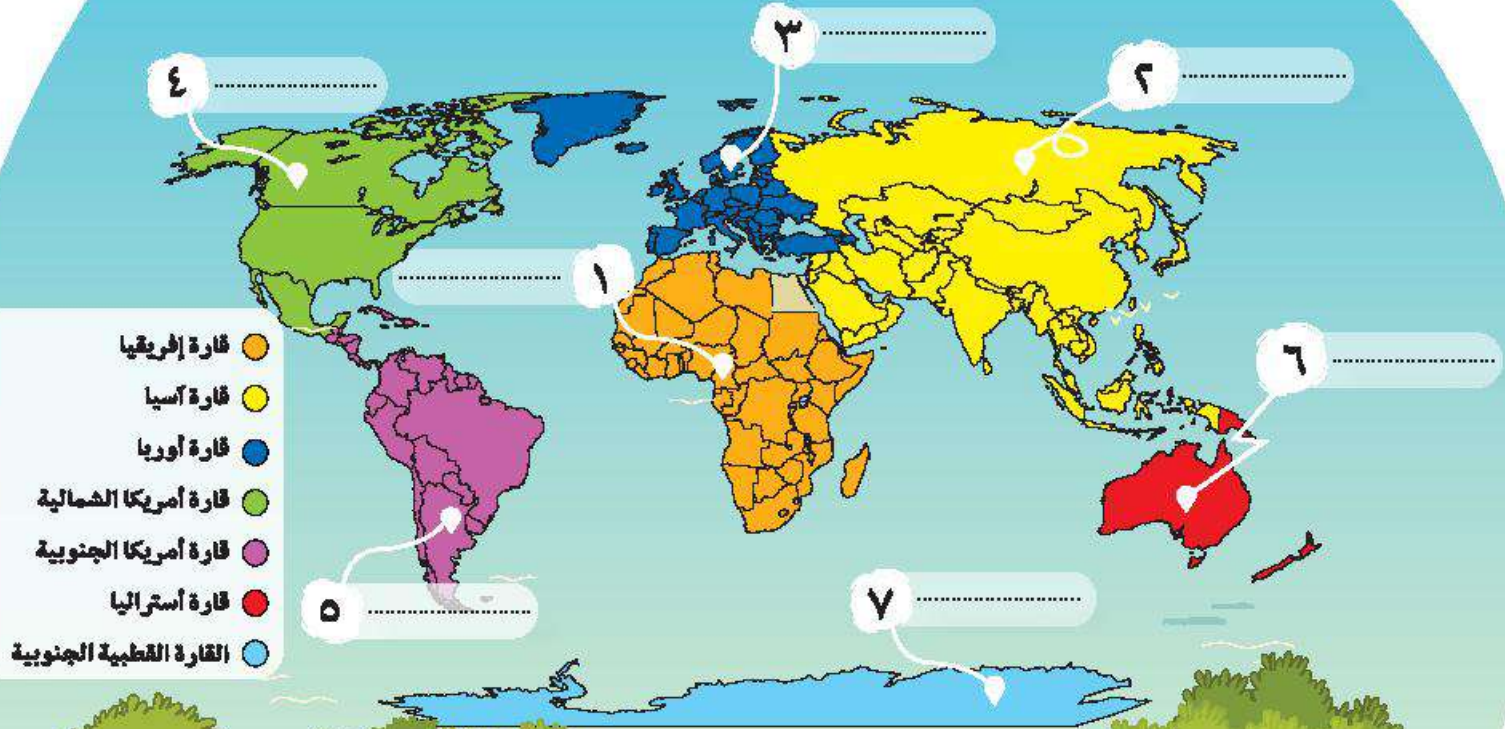 ٣ ....................
٢ ....................
٤ ....................
١ ....................
٦ ....................
قارة إفريقيا
قارة آسيا
قارة أوربا
قارة أمريكا الشمالية
قارة أمريكا الجنوبية
قارة أستراليا
القارة القطبية الجنوبية
٥ ....................
٧ ....................